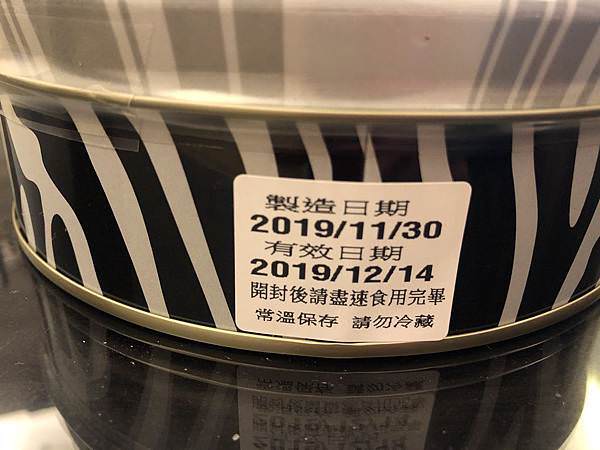 製造日期
2019/11/30
有效日期
2019/12/14
開封後請盡速食用完畢
常溫保存 請勿冷藏